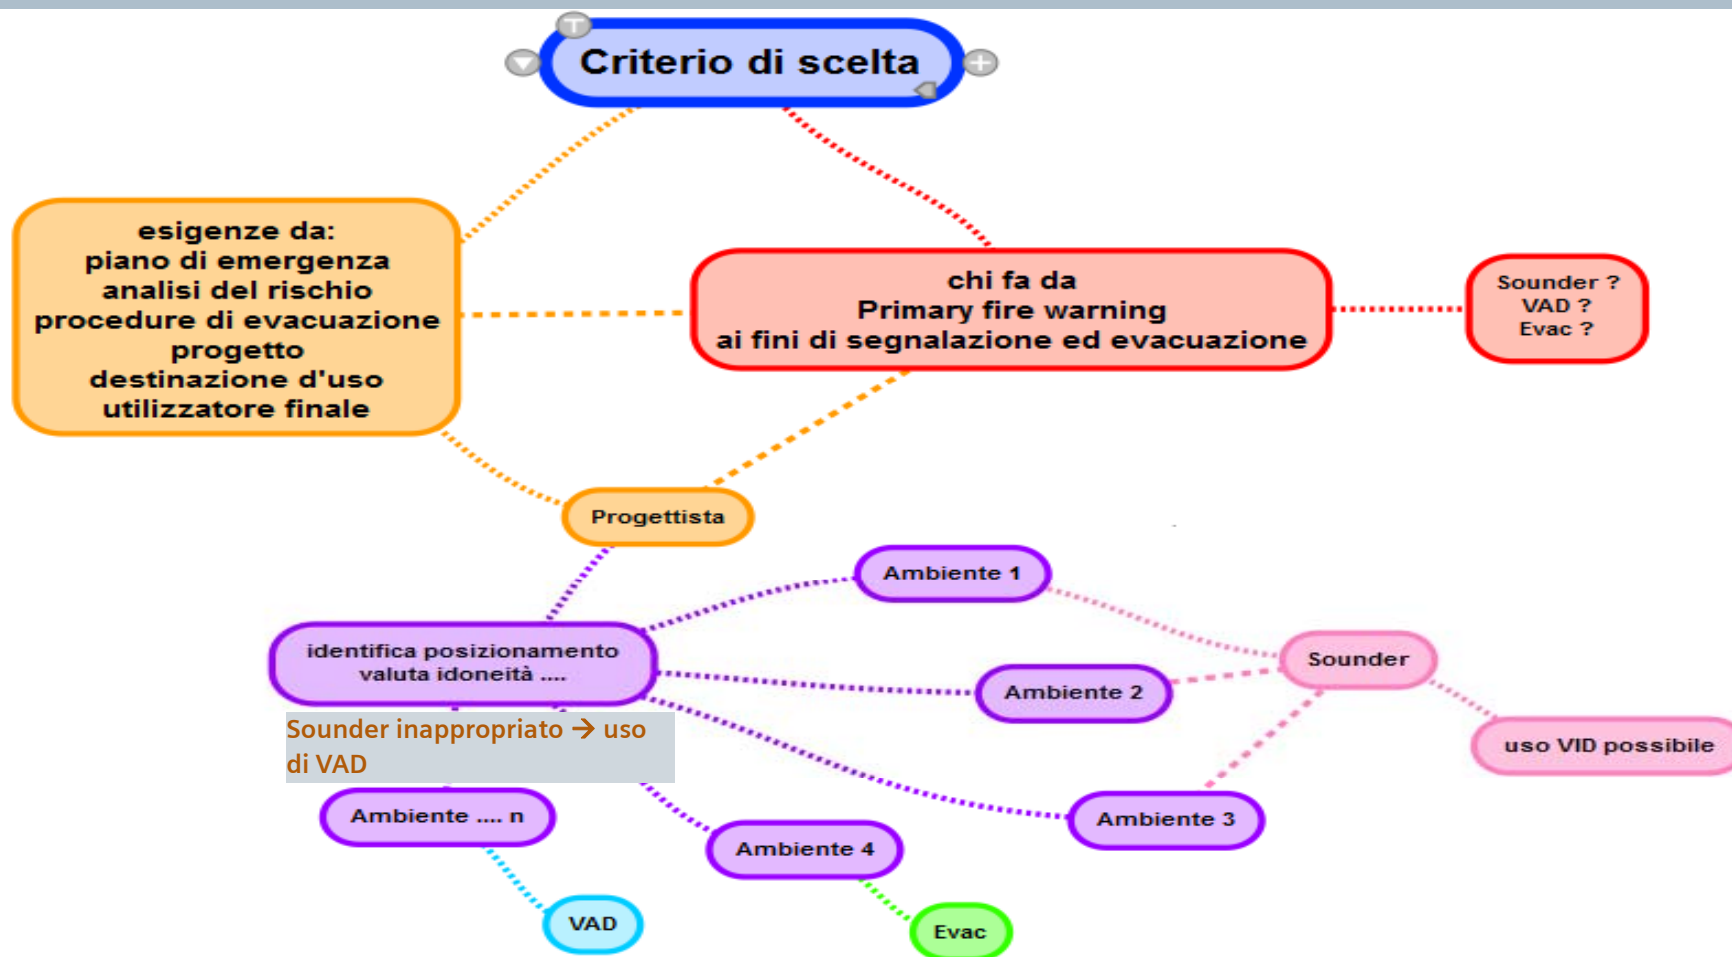 Criterio di scelta
esigenze da:
piano di emergenza
analisi del rischio
procedure di evacuazione
progetto
destinazione d'uso
utilizzatore finale
chi fa da
Primary fire warning
ai fini di segnalazione ed evacuazione
Sounder ?
VAD ?
Evac ?
Progettista
identifica posizionamento
valuta idoneità ....
Ambiente 1
Ambiente 2
Ambiente 3
Sounder
uso VID possibile
Sounder inappropriato → uso
di VAD
Ambiente .... n
Ambiente 4
VAD
Evac